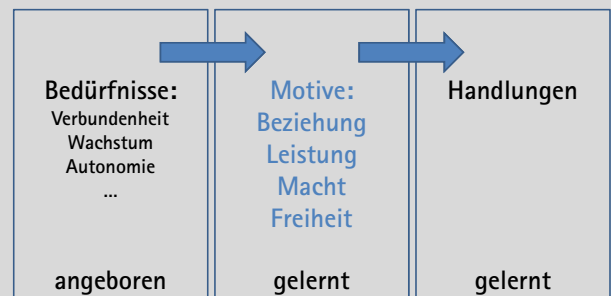 Bedürfnisse:
Verbundenheit
Wachstum
Autonomie
...
angeboren
Motive:
Beziehung
Leistung
Macht
Freiheit
gelernt
Handlungen
gelernt